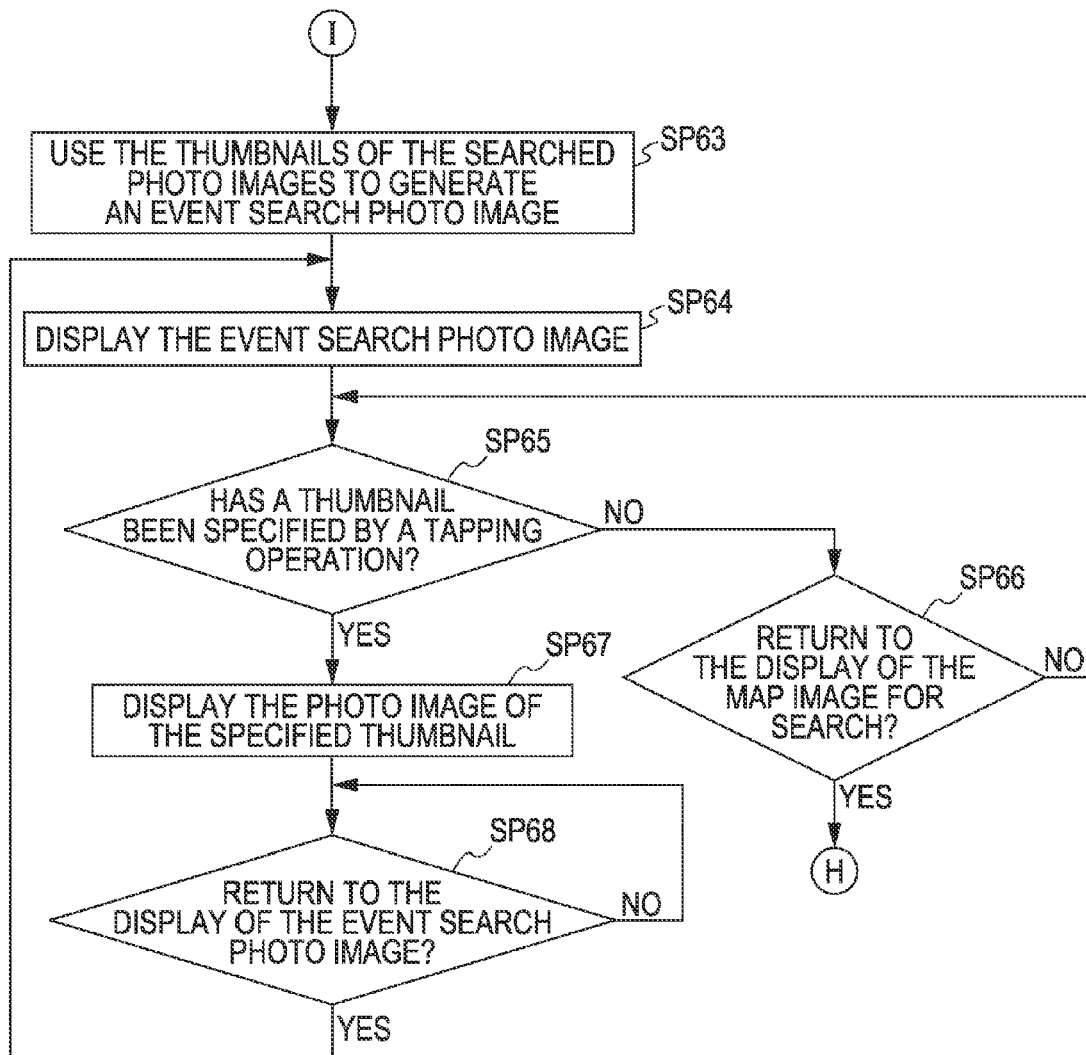 I
SP63
USE THE THUMBNAILS OF THE SEARCHED
PHOTO IMAGES TO GENERATE
AN EVENT SEARCH PHOTO IMAGE
SP64
DISPLAY THE EVENT SEARCH PHOTO IMAGE
SP65
HAS A THUMBNAIL
BEEN SPECIFIED BY A TAPPING
OPERATION?
NO
YES
SP66
RETURN TO
THE DISPLAY OF THE
MAP IMAGE FOR
SEARCH?
NO
YES
H
SP67
DISPLAY THE PHOTO IMAGE OF
THE SPECIFIED THUMBNAIL
SP68
RETURN TO THE
DISPLAY OF THE EVENT SEARCH
PHOTO IMAGE?
NO
YES